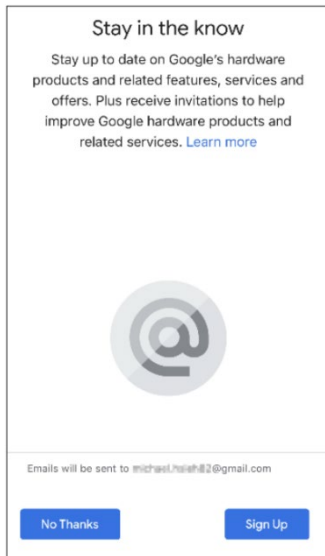 Stay in the know
Stay up to date on Google's hardware
products and related features, services and
offers. Plus receive invitations to help
improve Google hardware products and
related services. Learn more
@
Emails will be sent to @gmail.com
No Thanks
Sign Up